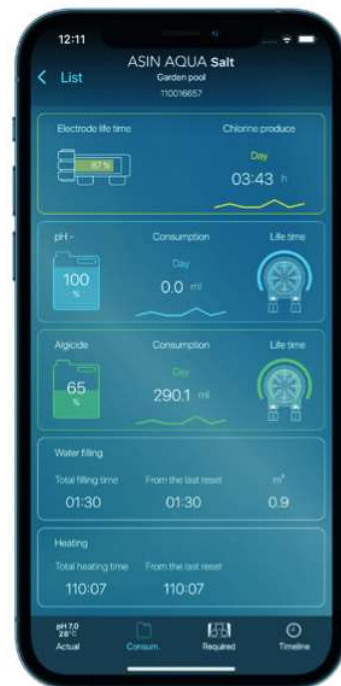 12:11
ASIN AQUA Salt
List
Garden pool
110016657
Electrode life time
Chlorine produce
87%
Day
03:43 h
pH-
Consumption
Life time
100
%
Day
0.0 ml
Algicide
Consumption
Life time
65
%
Day
290.1 ml
Water filling
Total filling time
From the last reset
m³
01:30
01:30
0.9
Heating
Total heating time
From the last reset
110:07
110:07
pH 7.0
28°C
Actual
Consum.
Required
Timeline